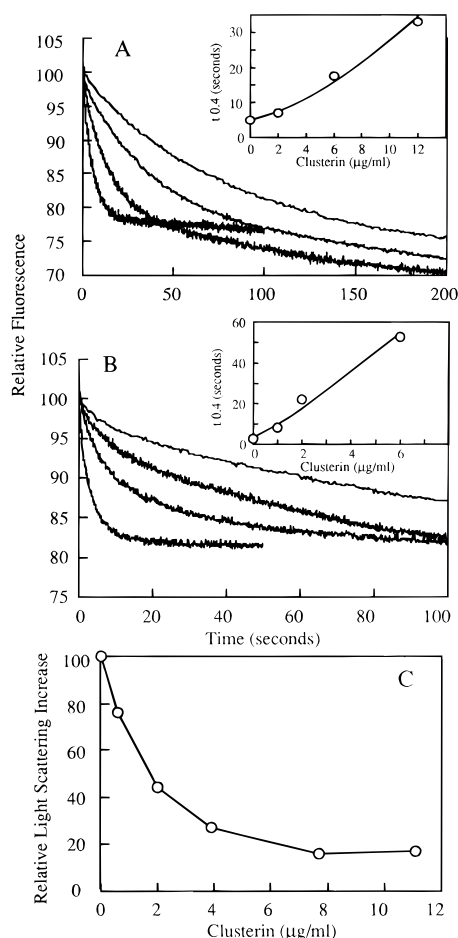 A
105
100
95
90
85
80
75
70
0
50
100
150
200
t 0.4 (seconds)
30
20
10
0
0 2 4 6 8 10 12
Clusterin (µg/ml)
Relative Fluorescence
B
105
100
95
90
85
80
75
0
20
40
60
80
100
Time (seconds)
t 0.4 (seconds)
60
40
20
0
0 2 4 6
Clusterin (µg/ml)
C
Relative Light Scattering Increase
100
80
60
40
20
0
0 2 4 6 8 10 12
Clusterin (µg/ml)